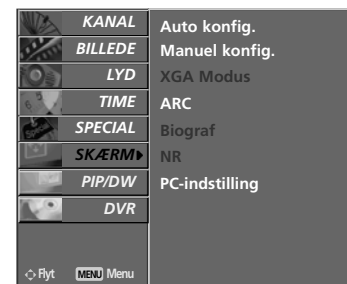 KANAL
BILLEDE
LYD
TIME
SPECIAL
SKÆRM
PIP/DW
DVR
Flyt MENU Menu
Auto konfig.
Manuel konfig.
XGA Modus
ARC
Biograf
NR
PC-indstilling